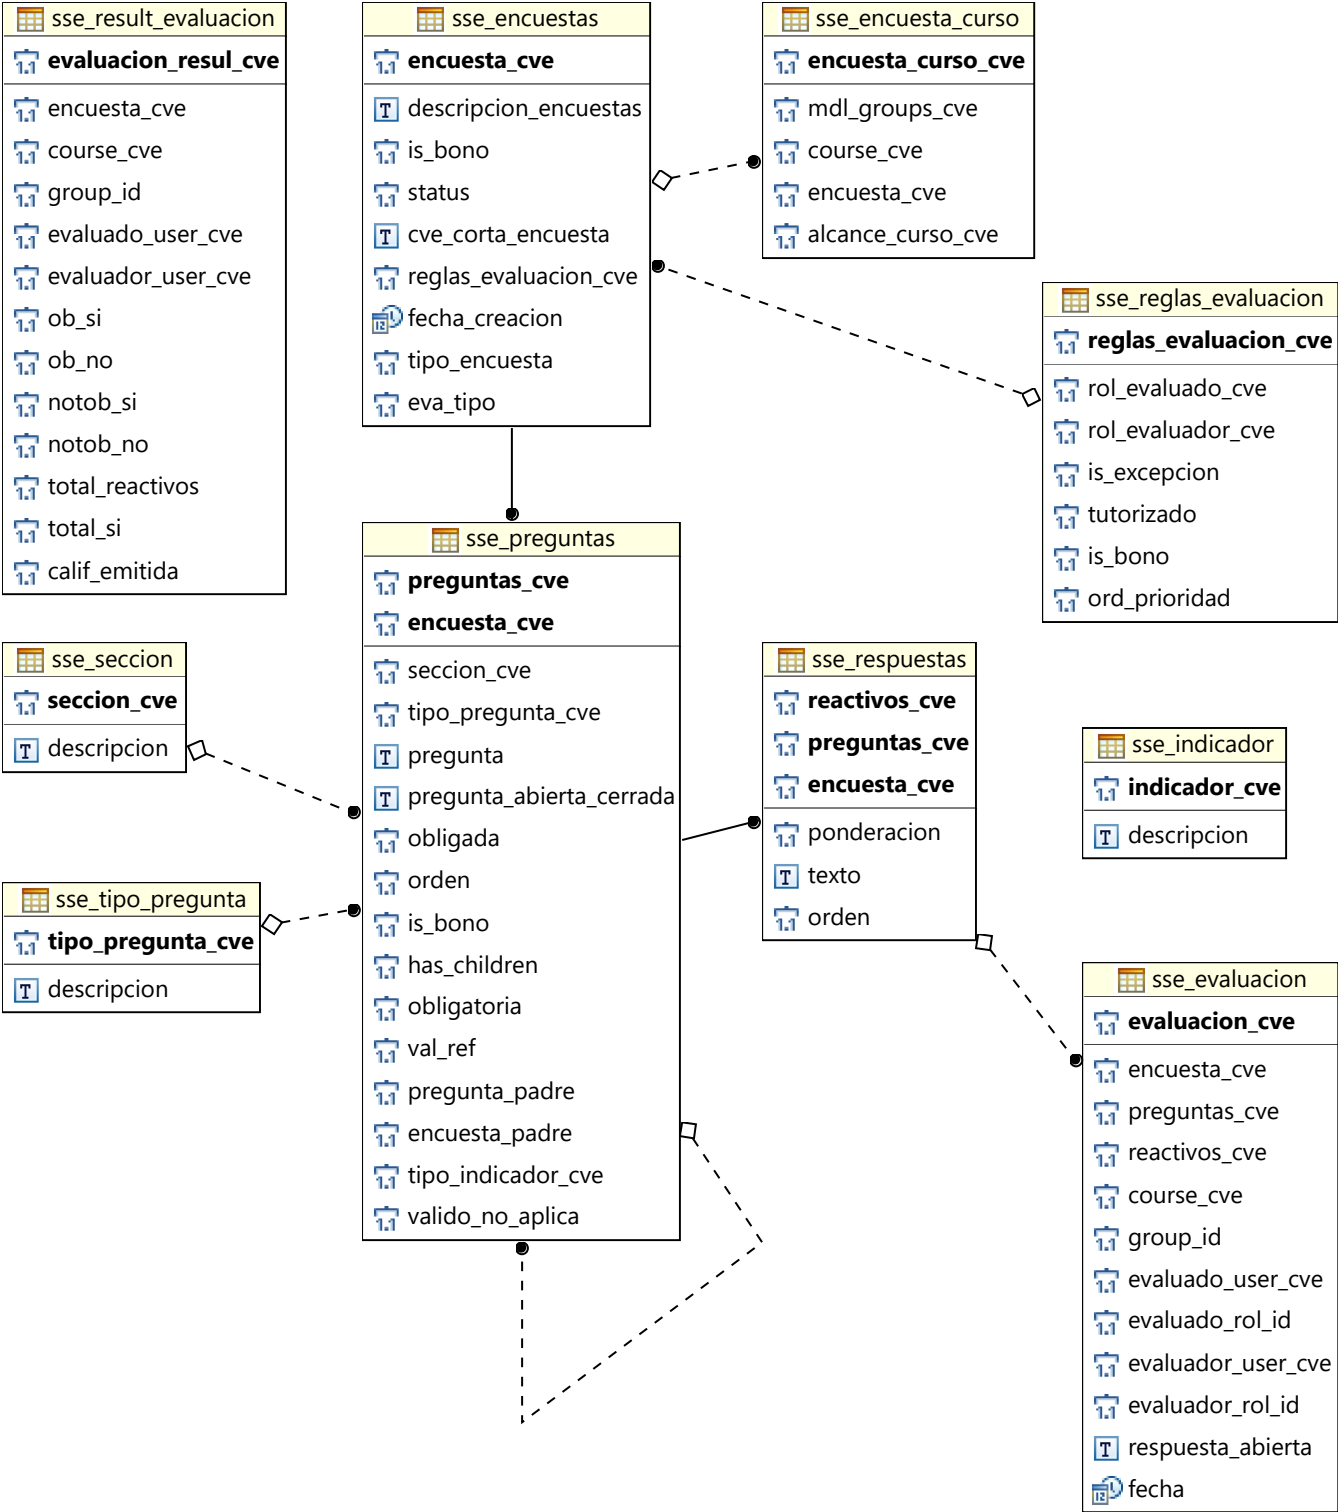 sse_result_evaluacion
evaluacion_resul_cve
encuesta_cve
course_cve
group_id
evaluado_user_cve
evaluador_user_cve
ob_si
ob_no
notob_si
notob_no
total_reactivos
total_si
calif_emitida
sse_encuestas
encuesta_cve
descripcion_encuestas
is_bono
status
cve_corta_encuesta
reglas_evaluacion_cve
fecha_creacion
tipo_encuesta
eva_tipo
sse_encuesta_curso
encuesta_curso_cve
mdl_groups_cve
course_cve
encuesta_cve
alcance_curso_cve
sse_reglas_evaluacion
reglas_evaluacion_cve
rol_evaluado_cve
rol_evaluador_cve
is_excepcion
tutorizado
is_bono
ord_prioridad
sse_seccion
seccion_cve
descripcion
sse_tipo_pregunta
tipo_pregunta_cve
descripcion
sse_preguntas
preguntas_cve
encuesta_cve
seccion_cve
tipo_pregunta_cve
pregunta
pregunta_abierta_cerrada
obligada
orden
is_bono
has_children
obligatoria
val_ref
pregunta_padre
encuesta_padre
tipo_indicador_cve
valido_no_aplica
sse_respuestas
reactivos_cve
preguntas_cve
encuesta_cve
ponderacion
texto
orden
sse_indicador
indicador_cve
descripcion
sse_evaluacion
evaluacion_cve
encuesta_cve
preguntas_cve
reactivos_cve
course_cve
group_id
evaluado_user_cve
evaluado_rol_id
evaluador_user_cve
evaluador_rol_id
respuesta_abierta
fecha